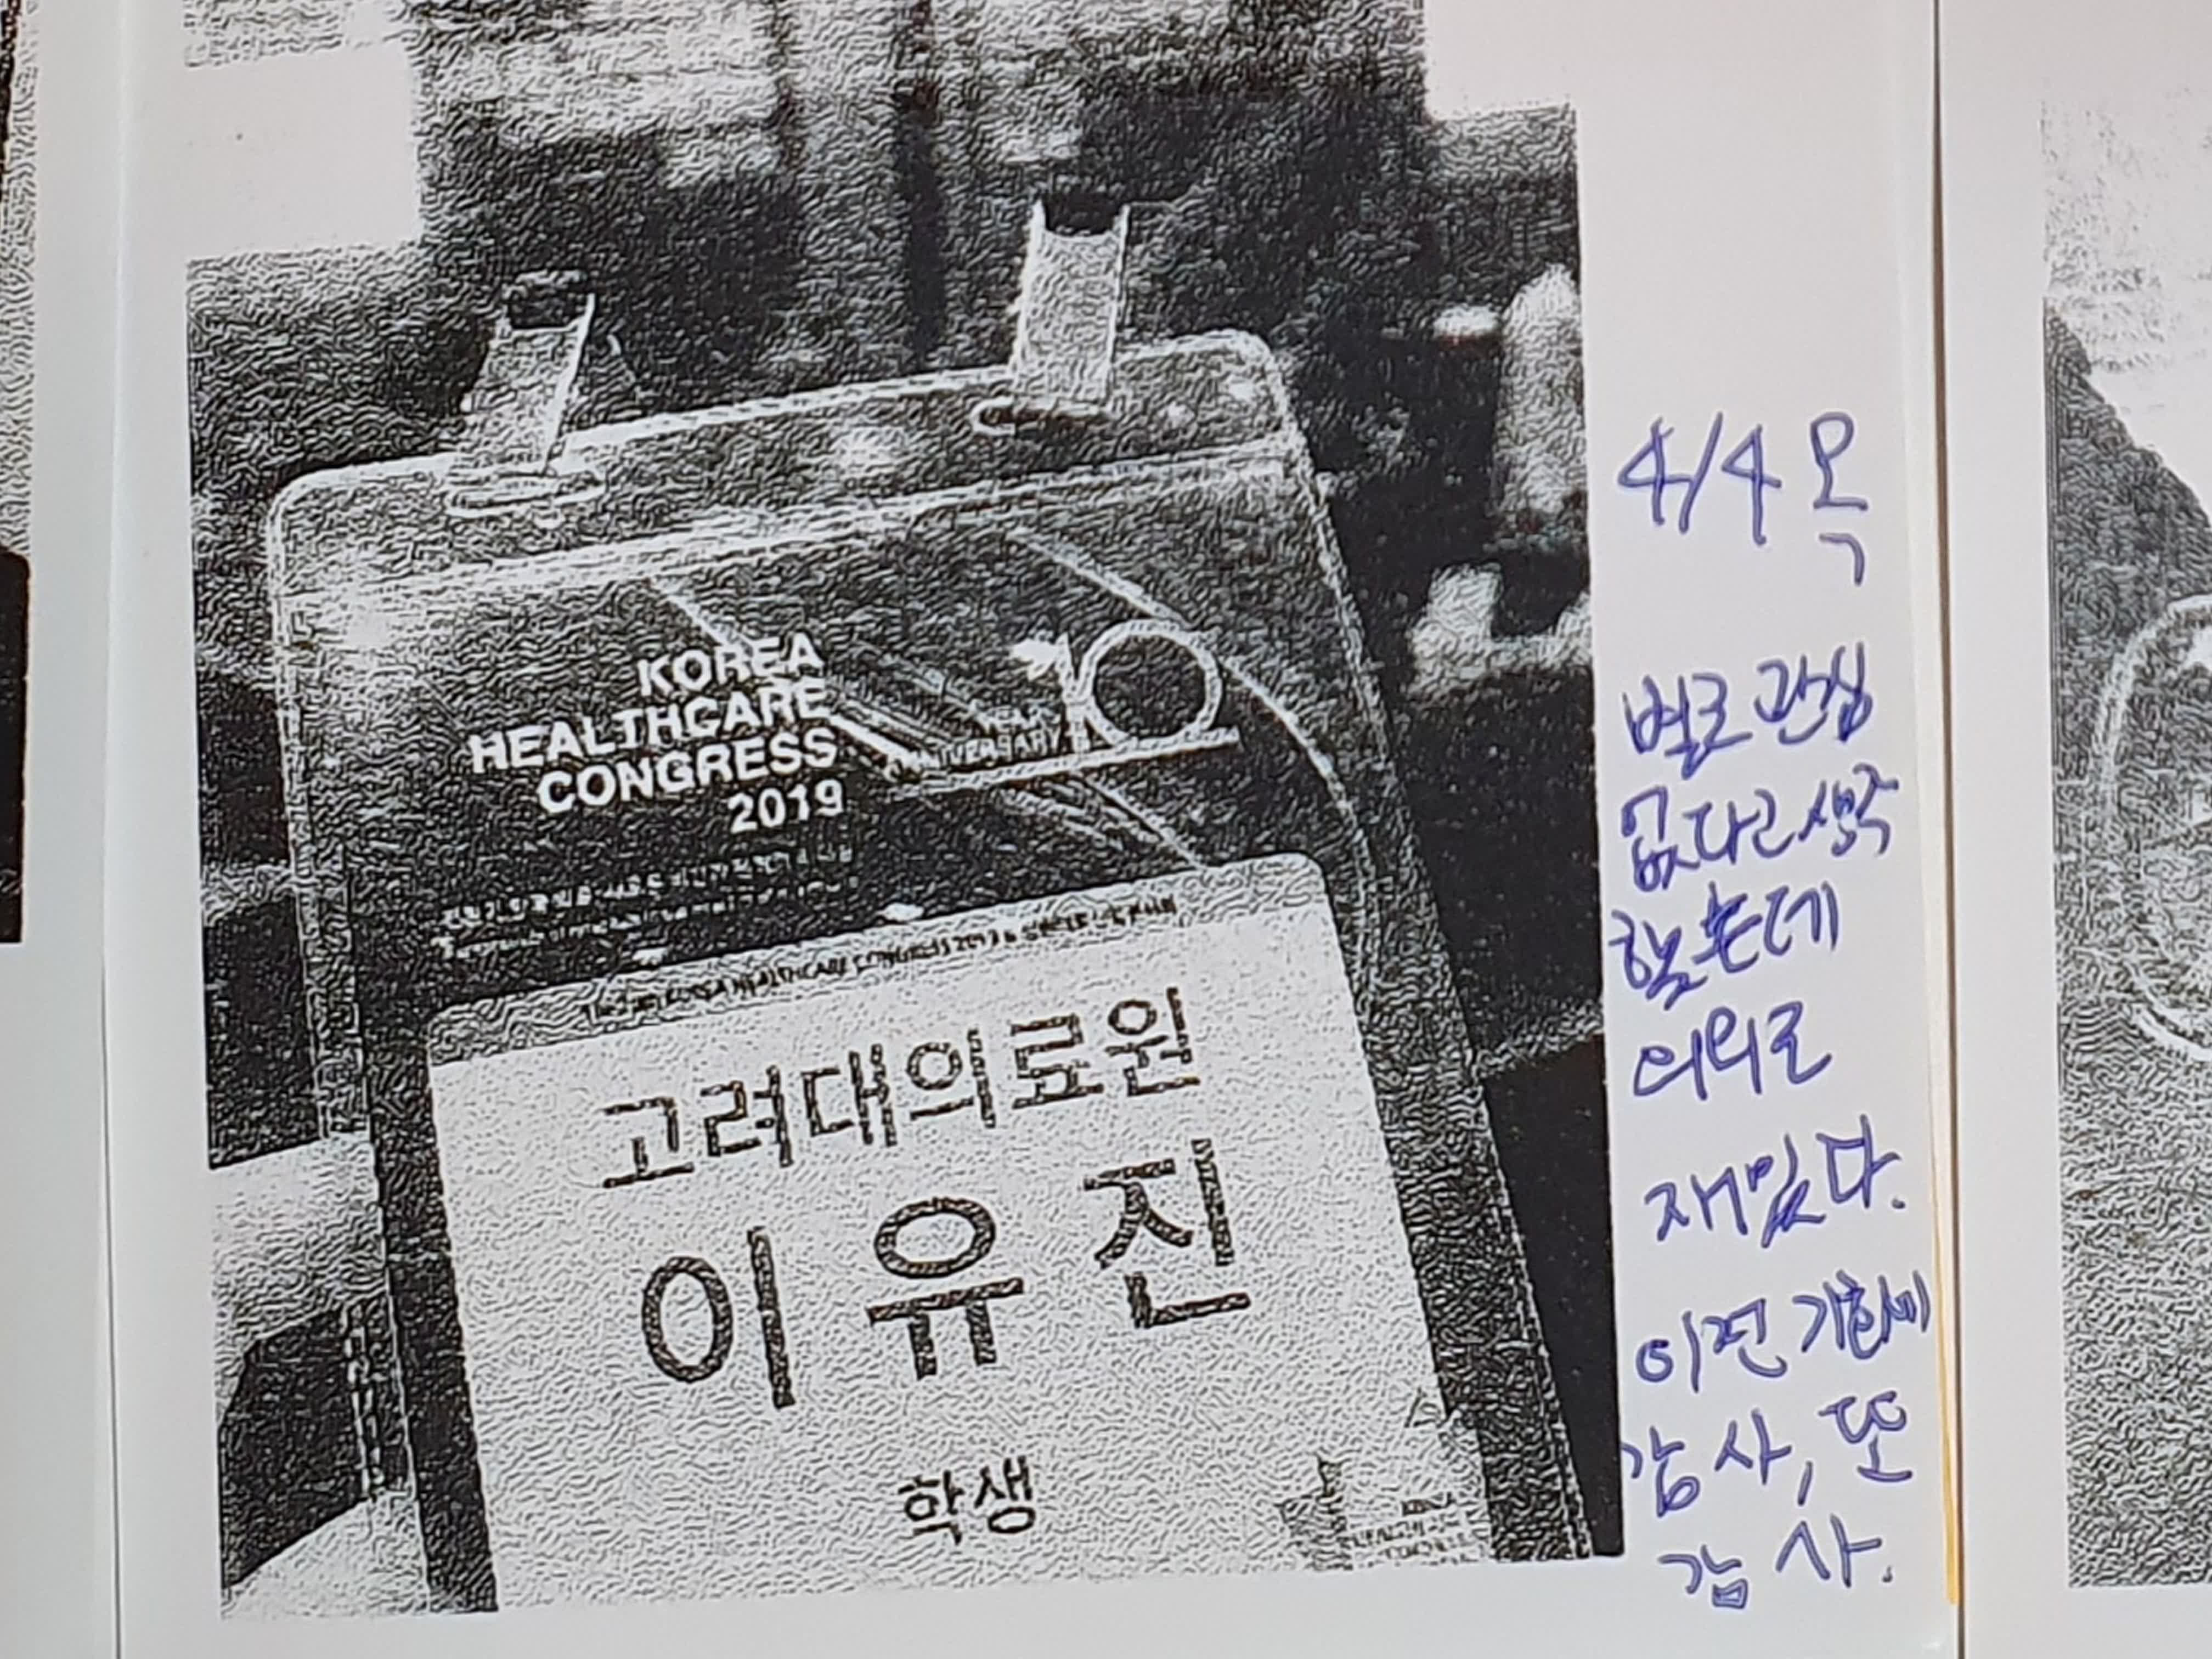 KOREA
HEALTHCARE
CONGRESS
2019
10
YEAR
고려대의료원
이유진
학생
4/4 목
별로 관심
없다고 생각
했는데
의외로
재밌다.
이런 기회에
감사, 또
감사.